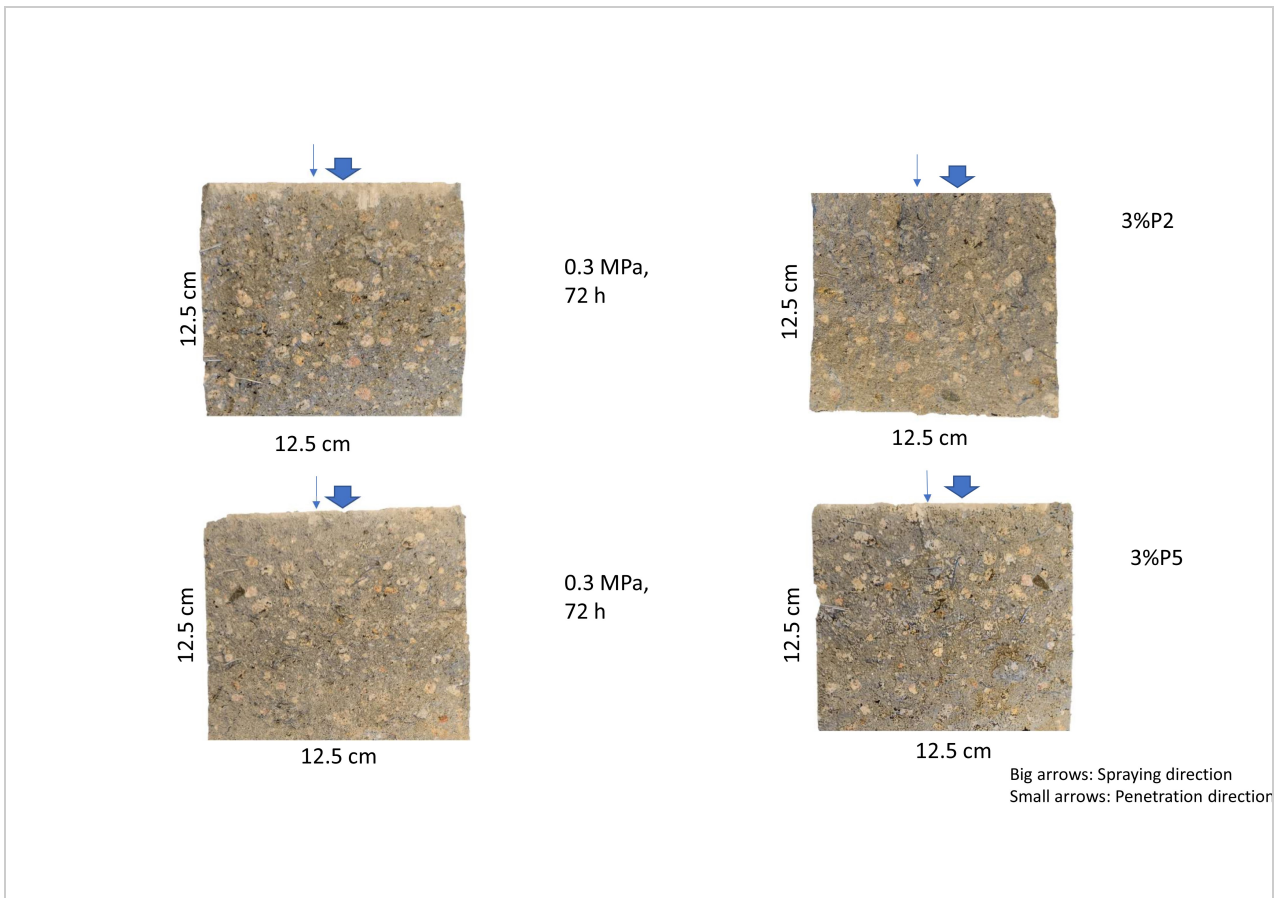 3%P2
0.3 MPa,
72 h
12.5 cm
12.5 cm
12.5 cm
12.5 cm
3%P5
0.3 MPa,
72 h
12.5 cm
12.5 cm
12.5 cm
12.5 cm
Big arrows: Spraying direction
Small arrows: Penetration direction